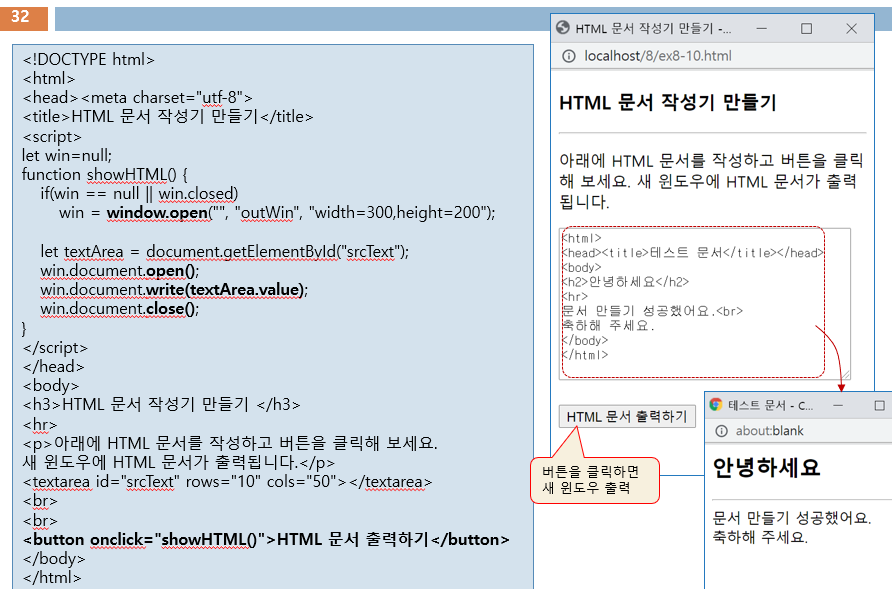 32
<!DOCTYPE html>
<html>
<head><meta charset="utf-8">
<title>HTML 문서 작성기 만들기</title>
<script>
let win=null;
function showHTML() {
if(win == null || win.closed)
win = window.open("", "outWin", "width=300,height=200");
let textArea = document.getElementById("srcText");
win.document.open();
win.document.write(textArea.value);
win.document.close();
}
</script>
</head>
<body>
<h3>HTML 문서 작성기 만들기 </h3>
<hr>
<p>아래에 HTML 문서를 작성하고 버튼을 클릭해 보세요.
새 윈도우에 HTML 문서가 출력됩니다.</p>
<textarea id="srcText" rows="10" cols="50"></textarea>
<br>
<br>
<button onclick="showHTML()">HTML 문서 출력하기</button>
</body>
</html>
HTML 문서 작성기 만들기 -...
localhost/8/ex8-10.html
HTML 문서 작성기 만들기
아래에 HTML 문서를 작성하고 버튼을 클릭
해 보세요. 새 윈도우에 HTML 문서가 출력
됩니다.
<html>
<head><title>테스트 문서</title></head>
<body>
<h2>안녕하세요</h2>
<hr>
문서 만들기 성공했어요.<br>
축하해 주세요.
</body>
</html>
HTML 문서 출력하기
버튼을 클릭하면
새 윈도우 출력
테스트 문서 - C...
about:blank
안녕하세요
문서 만들기 성공했어요.
축하해 주세요.